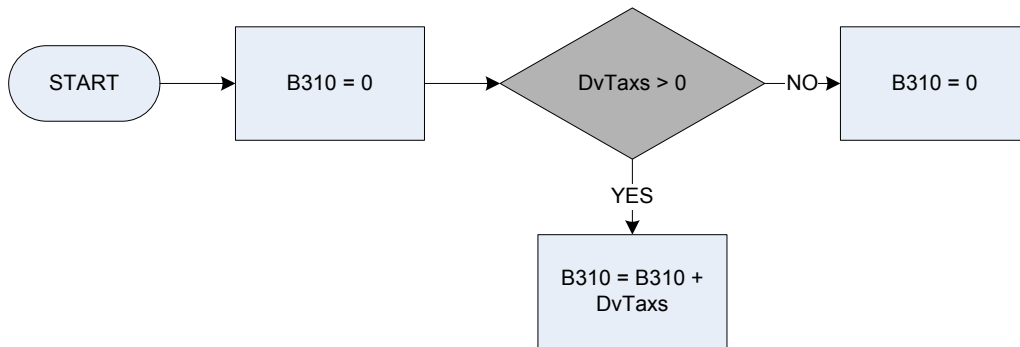 START
B310 = 0
DvTaxs > 0
NO
B310 = 0
YES
B310 = B310 +
DvTaxs